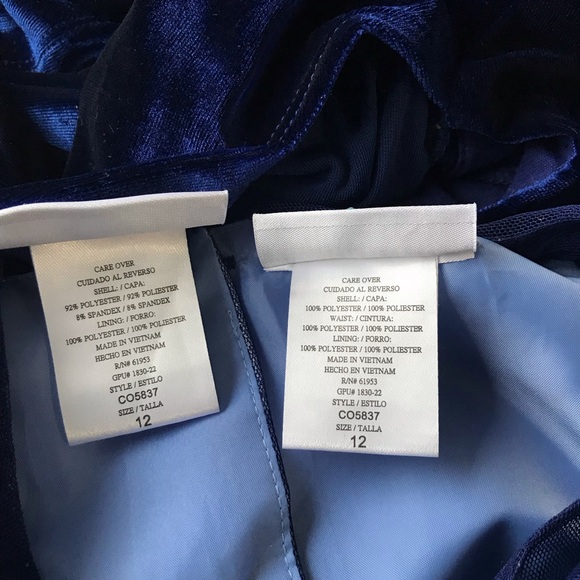 CARE OVER
CUIDADO AL REVERSO
SHELL: / CAPA:
92% POLYESTER / 92% POLIESTER
8% SPANDEX / 8% SPANDEX
LINING: / FORRO:
100% POLYESTER / 100% POLIESTER
MADE IN VIETNAM
HECHO EN VIETNAM
R/N# 61953
GPU# 1830-22
STYLE / ESTILO
CO5837
SIZE / TALLA
12
CARE OVER
CUIDADO AL REVERSO
SHELL: / CAPA:
100% POLYESTER / 100% POLIESTER
WAIST: / CINTURA:
100% POLYESTER / 100% POLIESTER
LINING: / FORRO:
100% POLYESTER / 100% POLIESTER
MADE IN VIETNAM
HECHO EN VIETNAM
R/N# 61953
GPU# 1830-22
STYLE / ESTILO
CO5837
SIZE / TALLA
12